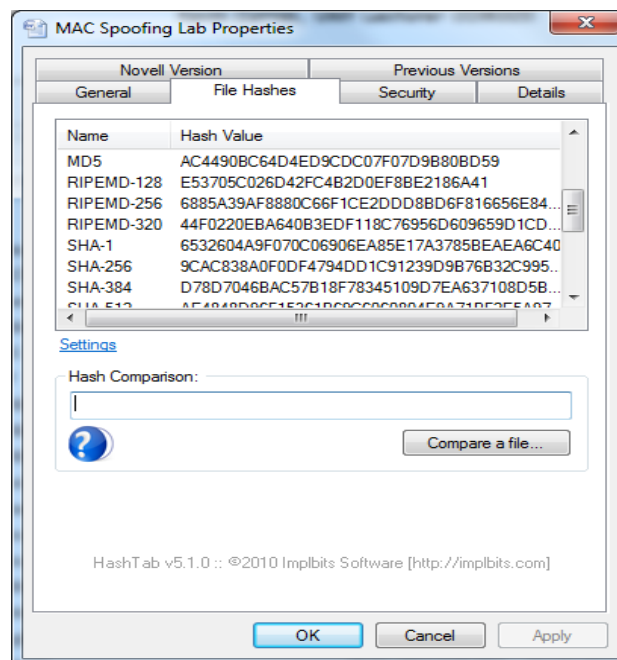 MAC Spoofing Lab Properties
Novell Version Previous Versions
General File Hashes Security Details
Name Hash Value
MD5 AC4490BC64D4ED9CDC07F07D9B80BD59
RIPEMD-128 E53705C026D42FC4B2D0EF8BE2186A41
RIPEMD-256 6885A39AF8880C66F1CE2DDD8BD6F816656E84...
RIPEMD-320 44F0220EBA640B3EDF118C76956D609659D1CD...
SHA-1 6532604A9F070C06906EA85E17A3785BEAEA6C40
SHA-256 9CAC838A0F0DF4794DD1C91239D9B76B32C995...
SHA-384 D78D7046BAC57B18F78345109D7EA637108D5B...
SHA-512
Settings
Hash Comparison:
Compare a file...
HashTab v5.1.0 :: ©2010 Implbits Software [http://implbits.com]
OK Cancel Apply